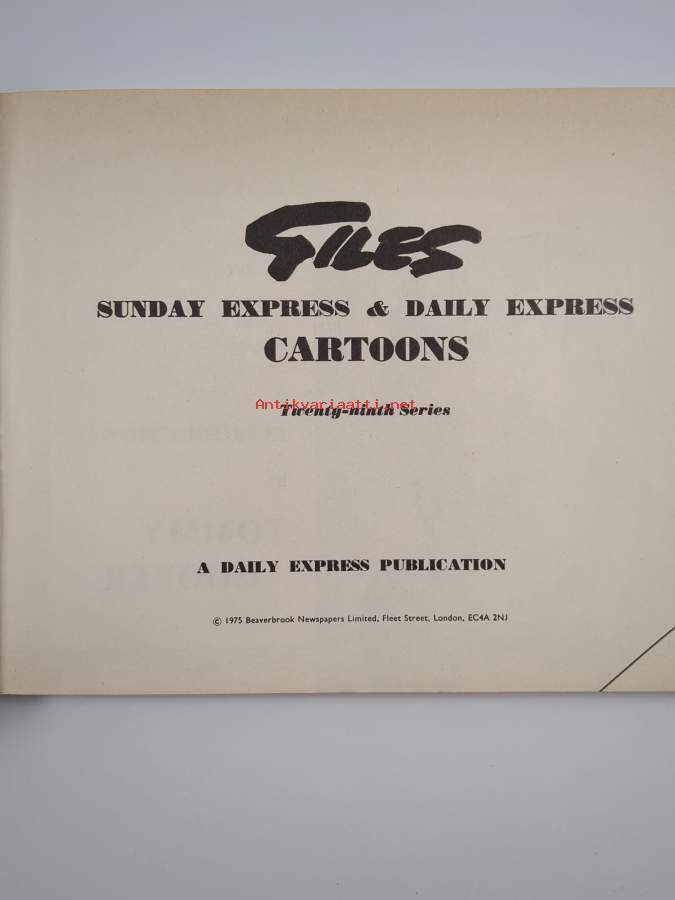 GILES
SUNDAY EXPRESS & DAILY EXPRESS
CARTOONS
Antikvariaatti.net
Twenty-ninth Series
A DAILY EXPRESS PUBLICATION
© 1975 Beaverbrook Newspapers Limited, Fleet Street, London, EC4A 2NJ